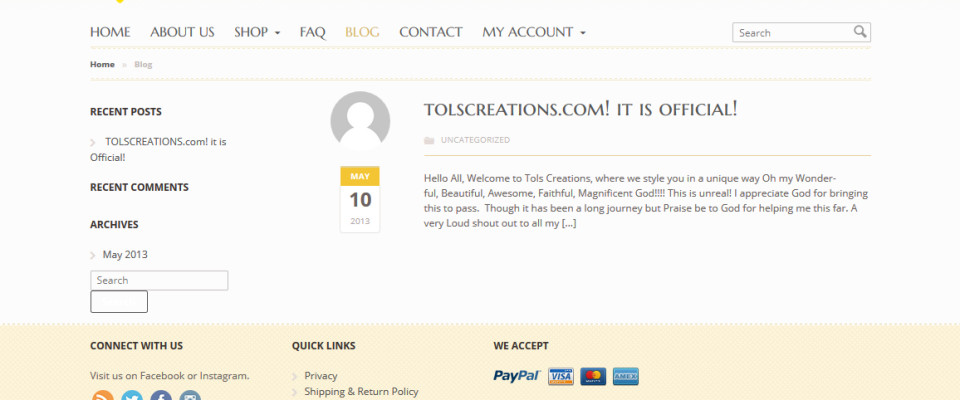 HOME ABOUT US SHOP FAQ BLOG CONTACT MY ACCOUNT Search
Home » Blog
RECENT POSTS
TOLSCREATIONS.com! it is
Official!
RECENT COMMENTS
ARCHIVES
May 2013
Search
TOLSCREATIONS.COM! IT IS OFFICIAL!
UNCATEGORIZED
MAY
10
2013
Hello All, Welcome to Tols Creations, where we style you in a unique way Oh my Wonder-
ful, Beautiful, Awesome, Faithful, Magnificent God!!!! This is unreal! I appreciate God for bringing
this to pass.  Though it has been a long journey but Praise be to God for helping me this far. A
very Loud shout out to all my [...]
CONNECT WITH US
Visit us on Facebook or Instagram.
QUICK LINKS
Privacy
Shipping & Return Policy
WE ACCEPT
PayPal VISA MasterCard AMEX